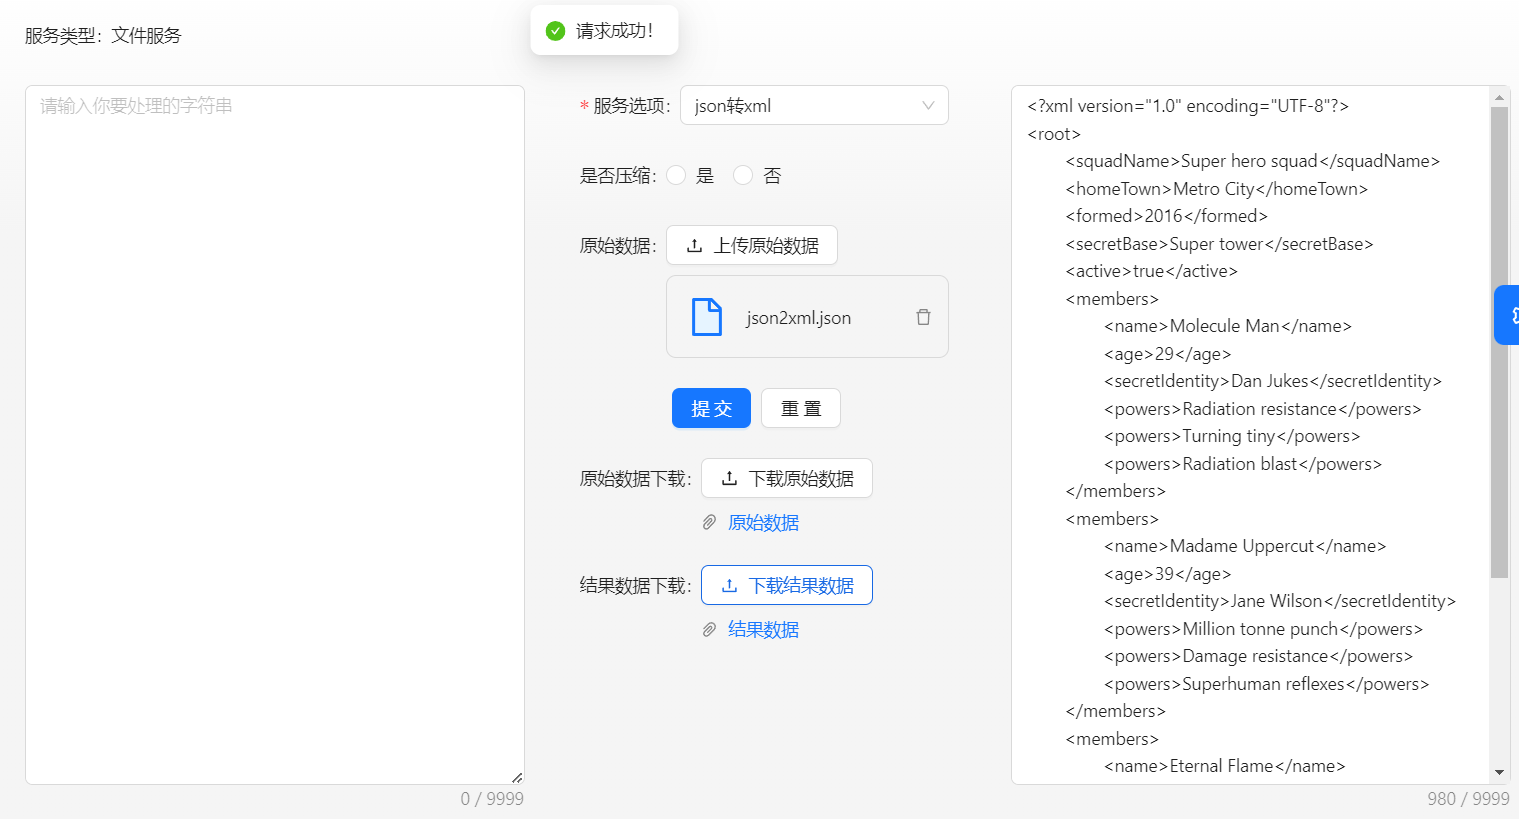 请求成功！
服务类型：文件服务
请输入你要处理的字符串
0 / 9999
* 服务选项：json转xml
是否压缩：是 否
原始数据：上传原始数据
json2xml.json
提 交 重 置
原始数据下载：下载原始数据
原始数据
结果数据下载：下载结果数据
结果数据
<?xml version="1.0" encoding="UTF-8"?>
<root>
<squadName>Super hero squad</squadName>
<homeTown>Metro City</homeTown>
<formed>2016</formed>
<secretBase>Super tower</secretBase>
<active>true</active>
<members>
<name>Molecule Man</name>
<age>29</age>
<secretIdentity>Dan Jukes</secretIdentity>
<powers>Radiation resistance</powers>
<powers>Turning tiny</powers>
<powers>Radiation blast</powers>
</members>
<members>
<name>Madame Uppercut</name>
<age>39</age>
<secretIdentity>Jane Wilson</secretIdentity>
<powers>Million tonne punch</powers>
<powers>Damage resistance</powers>
<powers>Superhuman reflexes</powers>
</members>
<members>
<name>Eternal Flame</name>
980 / 9999